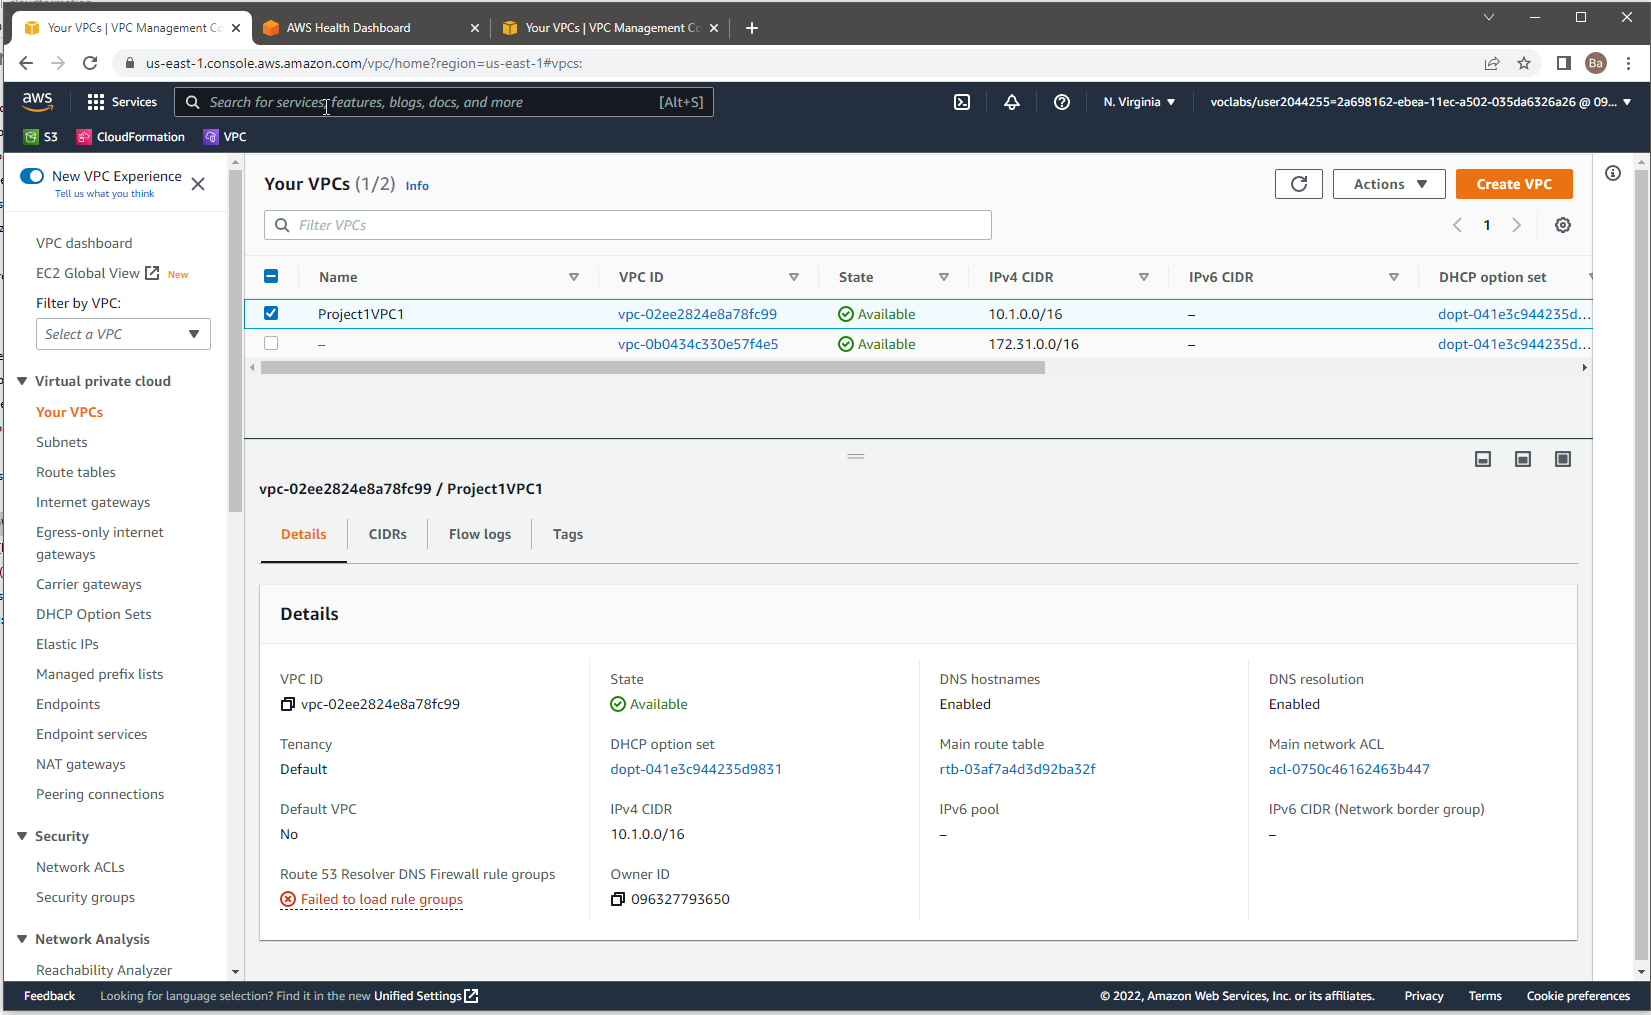 Your VPCs | VPC Management Co
AWS Health Dashboard
Your VPCs | VPC Management Co
us-east-1.console.aws.amazon.com/vpc/home?region=us-east-1#vpcs:
Ba
aws
Services
Search for services, features, blogs, docs, and more
[Alt+S]
N. Virginia
voclabs/user2044255=2a698162-ebea-11ec-a502-035da6326a26 @ 09...
S3
CloudFormation
VPC
New VPC Experience
Tell us what you think
VPC dashboard
EC2 Global View New
Filter by VPC:
Select a VPC
Virtual private cloud
Your VPCs
Subnets
Route tables
Internet gateways
Egress-only internet
gateways
Carrier gateways
DHCP Option Sets
Elastic IPs
Managed prefix lists
Endpoints
Endpoint services
NAT gateways
Peering connections
Security
Network ACLs
Security groups
Network Analysis
Reachability Analyzer
Your VPCs (1/2) Info
Actions
Create VPC
Filter VPCs
1
Name VPC ID State IPv4 CIDR IPv6 CIDR DHCP option set
Project1VPC1 vpc-02ee2824e8a78fc99 Available 10.1.0.0/16 – dopt-041e3c944235d...
– vpc-0b0434c330e57f4e5 Available 172.31.0.0/16 – dopt-041e3c944235d...
vpc-02ee2824e8a78fc99 / Project1VPC1
Details CIDRs Flow logs Tags
Details
VPC ID
vpc-02ee2824e8a78fc99
State
Available
DNS hostnames
Enabled
DNS resolution
Enabled
Tenancy
Default
DHCP option set
dopt-041e3c944235d9831
Main route table
rtb-03af7a4d3d92ba32f
Main network ACL
acl-0750c46162463b447
Default VPC
No
IPv4 CIDR
10.1.0.0/16
IPv6 pool
–
IPv6 CIDR (Network border group)
–
Route 53 Resolver DNS Firewall rule groups
Failed to load rule groups
Owner ID
096327793650
Feedback
Looking for language selection? Find it in the new Unified Settings
© 2022, Amazon Web Services, Inc. or its affiliates.
Privacy
Terms
Cookie preferences